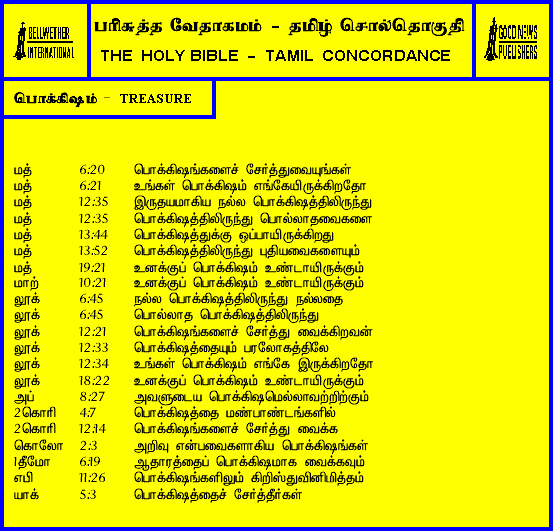 BELLWETHER
INTERNATIONAL
பரிசுத்த வேதாகமம் - தமிழ் சொல்தொகுதி
THE HOLY BIBLE - TAMIL CONCORDANCE
GOOD NEWS
PUBLISHERS
பொக்கிஷம் - TREASURE
மத் 6:20 பொக்கிஷங்களைச் சேர்த்துவையுங்கள்
மத் 6:21 உங்கள் பொக்கிஷம் எங்கேயிருக்கிறதோ
மத் 12:35 இருதயமாகிய நல்ல பொக்கிஷத்திலிருந்து
மத் 12:35 பொக்கிஷத்திலிருந்து பொல்லாதவைகளை
மத் 13:44 பொக்கிஷத்துக்கு ஒப்பாயிருக்கிறது
மத் 13:52 பொக்கிஷத்திலிருந்து புதியவைகளையும்
மத் 19:21 உனக்குப் பொக்கிஷம் உண்டாயிருக்கும்
மாற் 10:21 உனக்குப் பொக்கிஷம் உண்டாயிருக்கும்
லூக் 6:45 நல்ல பொக்கிஷத்திலிருந்து நல்லதை
லூக் 6:45 பொல்லாத பொக்கிஷத்திலிருந்து
லூக் 12:21 பொக்கிஷங்களைச் சேர்த்து வைக்கிறவன்
லூக் 12:33 பொக்கிஷத்தையும் பரலோகத்திலே
லூக் 12:34 உங்கள் பொக்கிஷம் எங்கே இருக்கிறதோ
லூக் 18:22 உனக்குப் பொக்கிஷம் உண்டாயிருக்கும்
அப் 8:27 அவளுடைய பொக்கிஷமெல்லாவற்றிற்கும்
2கொரி 4:7 பொக்கிஷத்தை மண்பாண்டங்களில்
2கொரி 12:14 பொக்கிஷங்களைச் சேர்த்து வைக்க
கொலோ 2:3 அறிவு என்பவைகளாகிய பொக்கிஷங்கள்
1தீமோ 6:19 ஆதாரத்தைப் பொக்கிஷமாக வைக்கவும்
எபி 11:26 பொக்கிஷங்களிலும் கிறிஸ்துவினிமித்தம்
யாக் 5:3 பொக்கிஷத்தைச் சேர்த்தீர்கள்